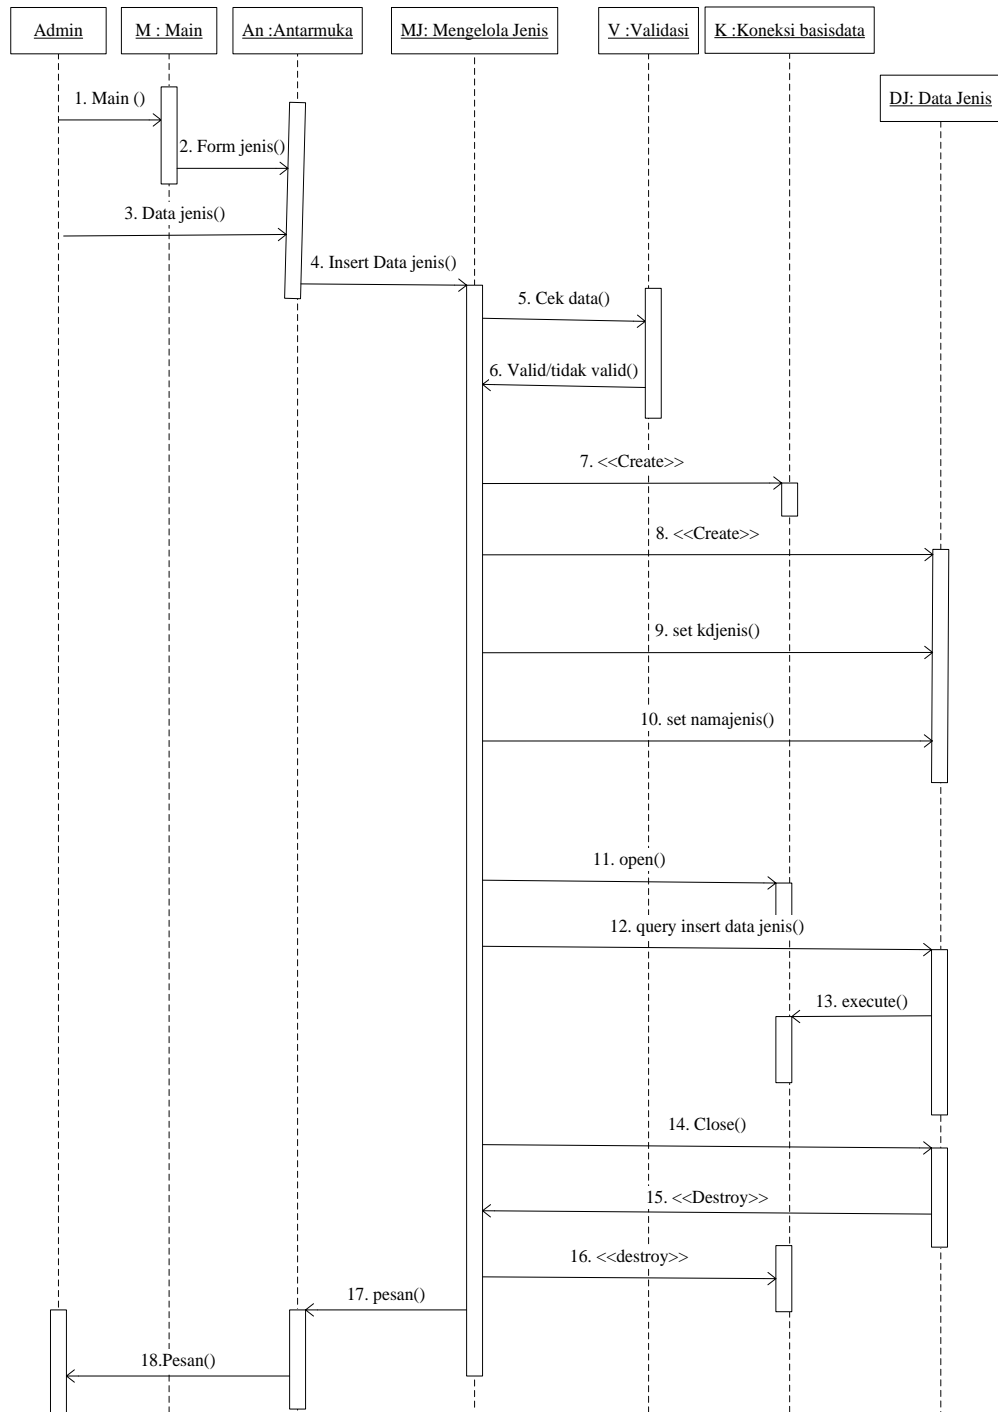 Admin
M : Main
An :Antarmuka
MJ: Mengelola Jenis
V :Validasi
K :Koneksi basisdata
DJ: Data Jenis
1. Main ()
2. Form jenis()
3. Data jenis()
4. Insert Data jenis()
5. Cek data()
6. Valid/tidak valid()
7. <<Create>>
8. <<Create>>
9. set kdjenis()
10. set namajenis()
11. open()
12. query insert data jenis()
13. execute()
14. Close()
15. <<Destroy>>
16. <<destroy>>
17. pesan()
18.Pesan()